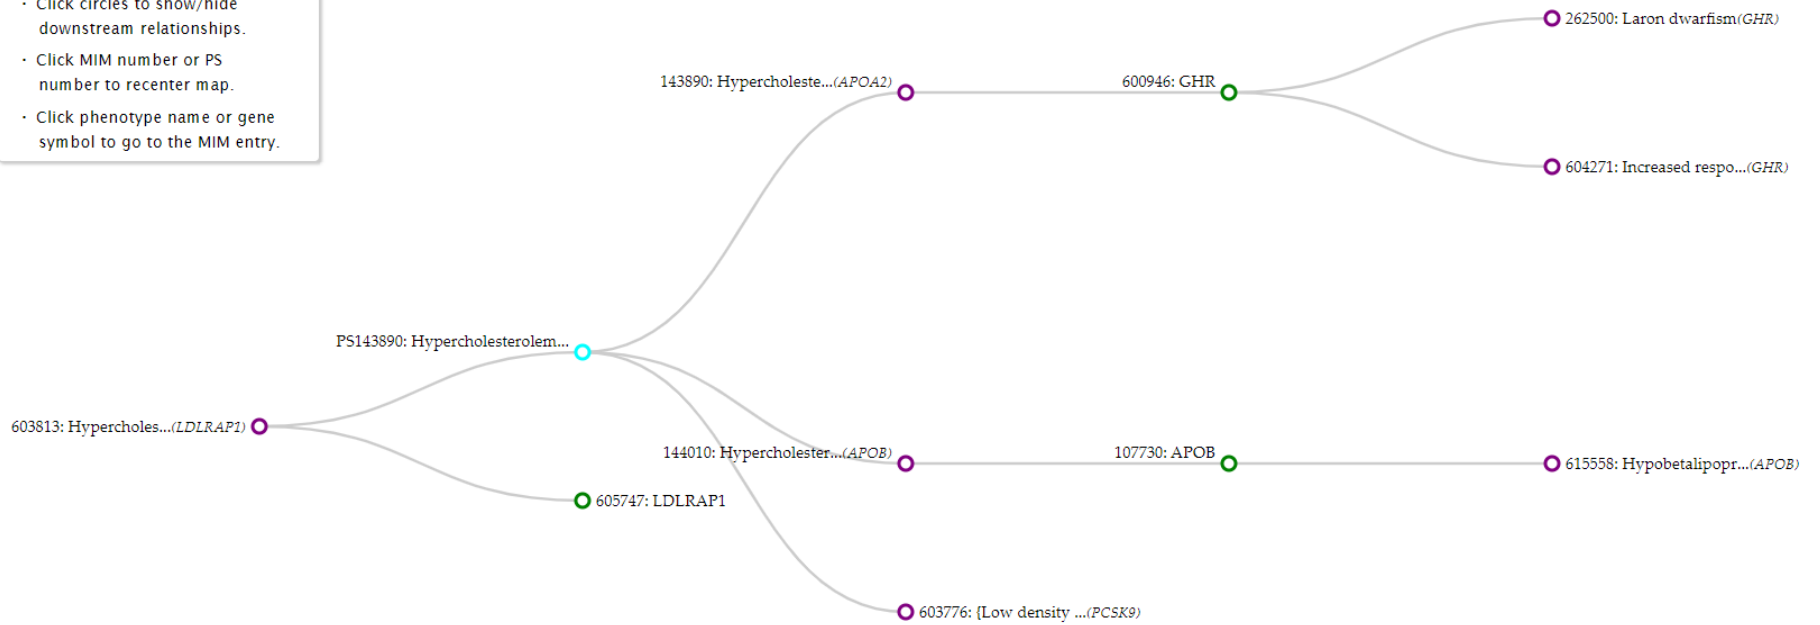 · Click circles to show/hide
downstream relationships.
· Click MIM number or PS
number to recenter map.
· Click phenotype name or gene
symbol to go to the MIM entry.
262500: Laron dwarfism(GHR)
143890: Hypercholeste...(APOA2)
600946: GHR
604271: Increased respo...(GHR)
PS143890: Hypercholesterolem...
603813: Hypercholes...(LDLRAP1)
144010: Hypercholester...(APOB)
107730: APOB
615558: Hypobetalipopr...(APOB)
605747: LDLRAP1
603776: {Low density ...(PCSK9)